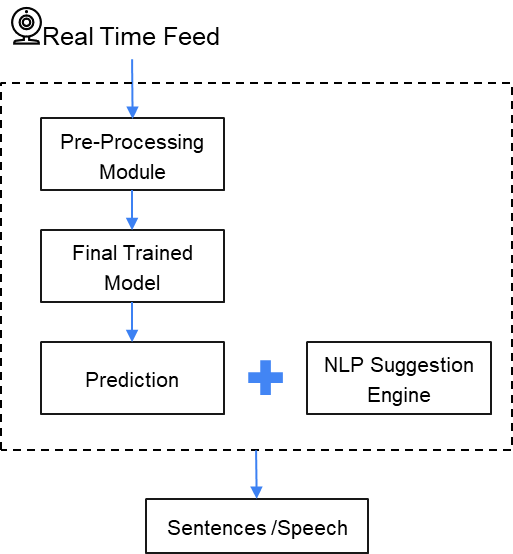 Real Time Feed
Pre-Processing
Module
Final Trained
Model
Prediction
NLP Suggestion
Engine
Sentences /Speech